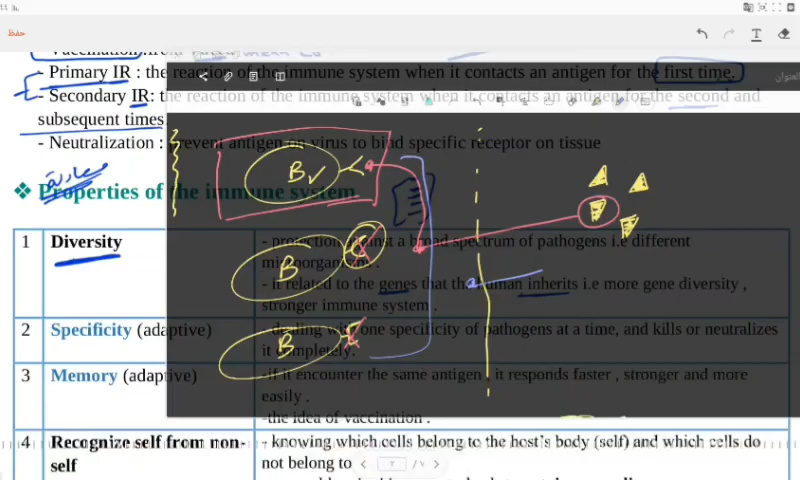 حفظ
- Primary IR : the reaction of the immune system when it contacts an antigen for the first time.
- Secondary IR: the reaction of the immune system when it contacts an antigen for the second and
subsequent times
- Neutralization : prevent antigen or virus to bind specific receptor on tissue
❖ Properties of the immune system
1 Diversity - protection against a broad spectrum of pathogens i.e different
microorganism .
- it related to the genes that the human inherits i.e more gene diversity ,
stronger immune system .
2 Specificity (adaptive) - dealing with one specificity of pathogens at a time, and kills or neutralizes
it completely.
3 Memory (adaptive) -if it encounter the same antigen , it responds faster , stronger and more
easily .
-the idea of vaccination .
4 Recognize self from non-
self
- knowing which cells belong to the host's body (self) and which cells do
not belong to
B
B
B